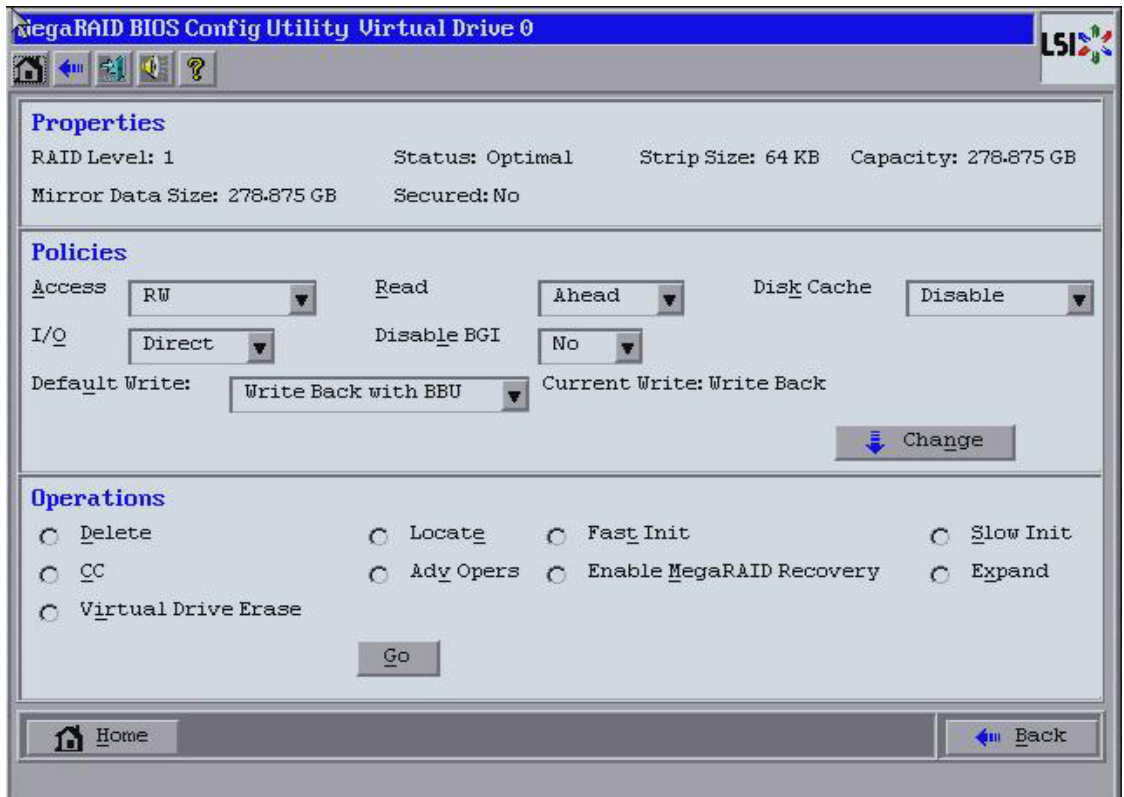 MegaRAID BIOS Config Utility Virtual Drive 0
LSI
Properties
RAID Level: 1 Status: Optimal Strip Size: 64 KB Capacity: 278.875 GB
Mirror Data Size: 278.875 GB Secured: No
Policies
Access RW Read Ahead Disk Cache Disable
I/O Direct Disable BGI No
Default Write: Write Back with BBU Current Write: Write Back
Change
Operations
Delete Locate Fast Init Slow Init
CC Adv Opers Enable MegaRAID Recovery Expand
Virtual Drive Erase
Go
Home Back